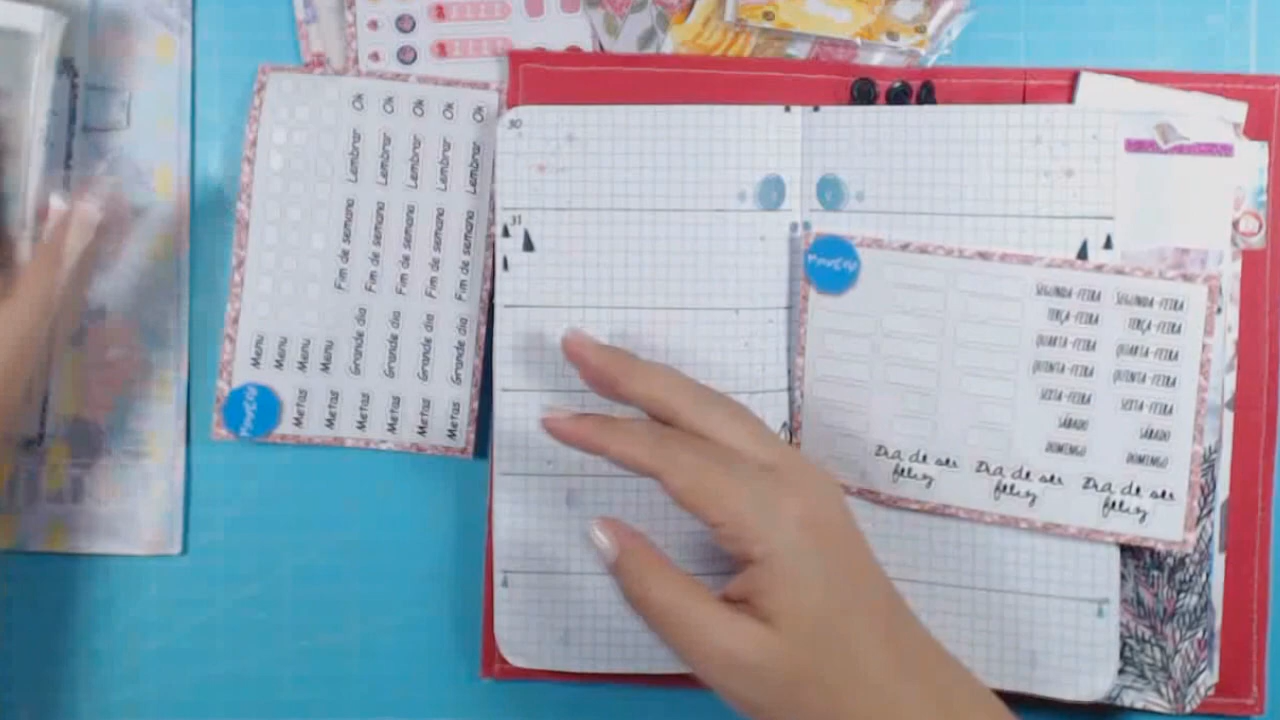 30
31
Ok Ok Ok Ok Ok
Lembrar Lembrar Lembrar Lembrar Lembrar
Fim de semana Fim de semana Fim de semana Fim de semana Fim de semana
Grande dia Grande dia Grande dia Grande dia
Menu Menu Menu Menu
Metas Metas Metas Metas Metas Metas
SEGUNDA-FEIRA SEGUNDA-FEIRA
TERÇA-FEIRA TERÇA-FEIRA
QUARTA-FEIRA QUARTA-FEIRA
QUINTA-FEIRA QUINTA-FEIRA
SEXTA-FEIRA SEXTA-FEIRA
SÁBADO SÁBADO
DOMINGO DOMINGO
Dia de ser Dia de ser Dia de ser
feliz feliz feliz